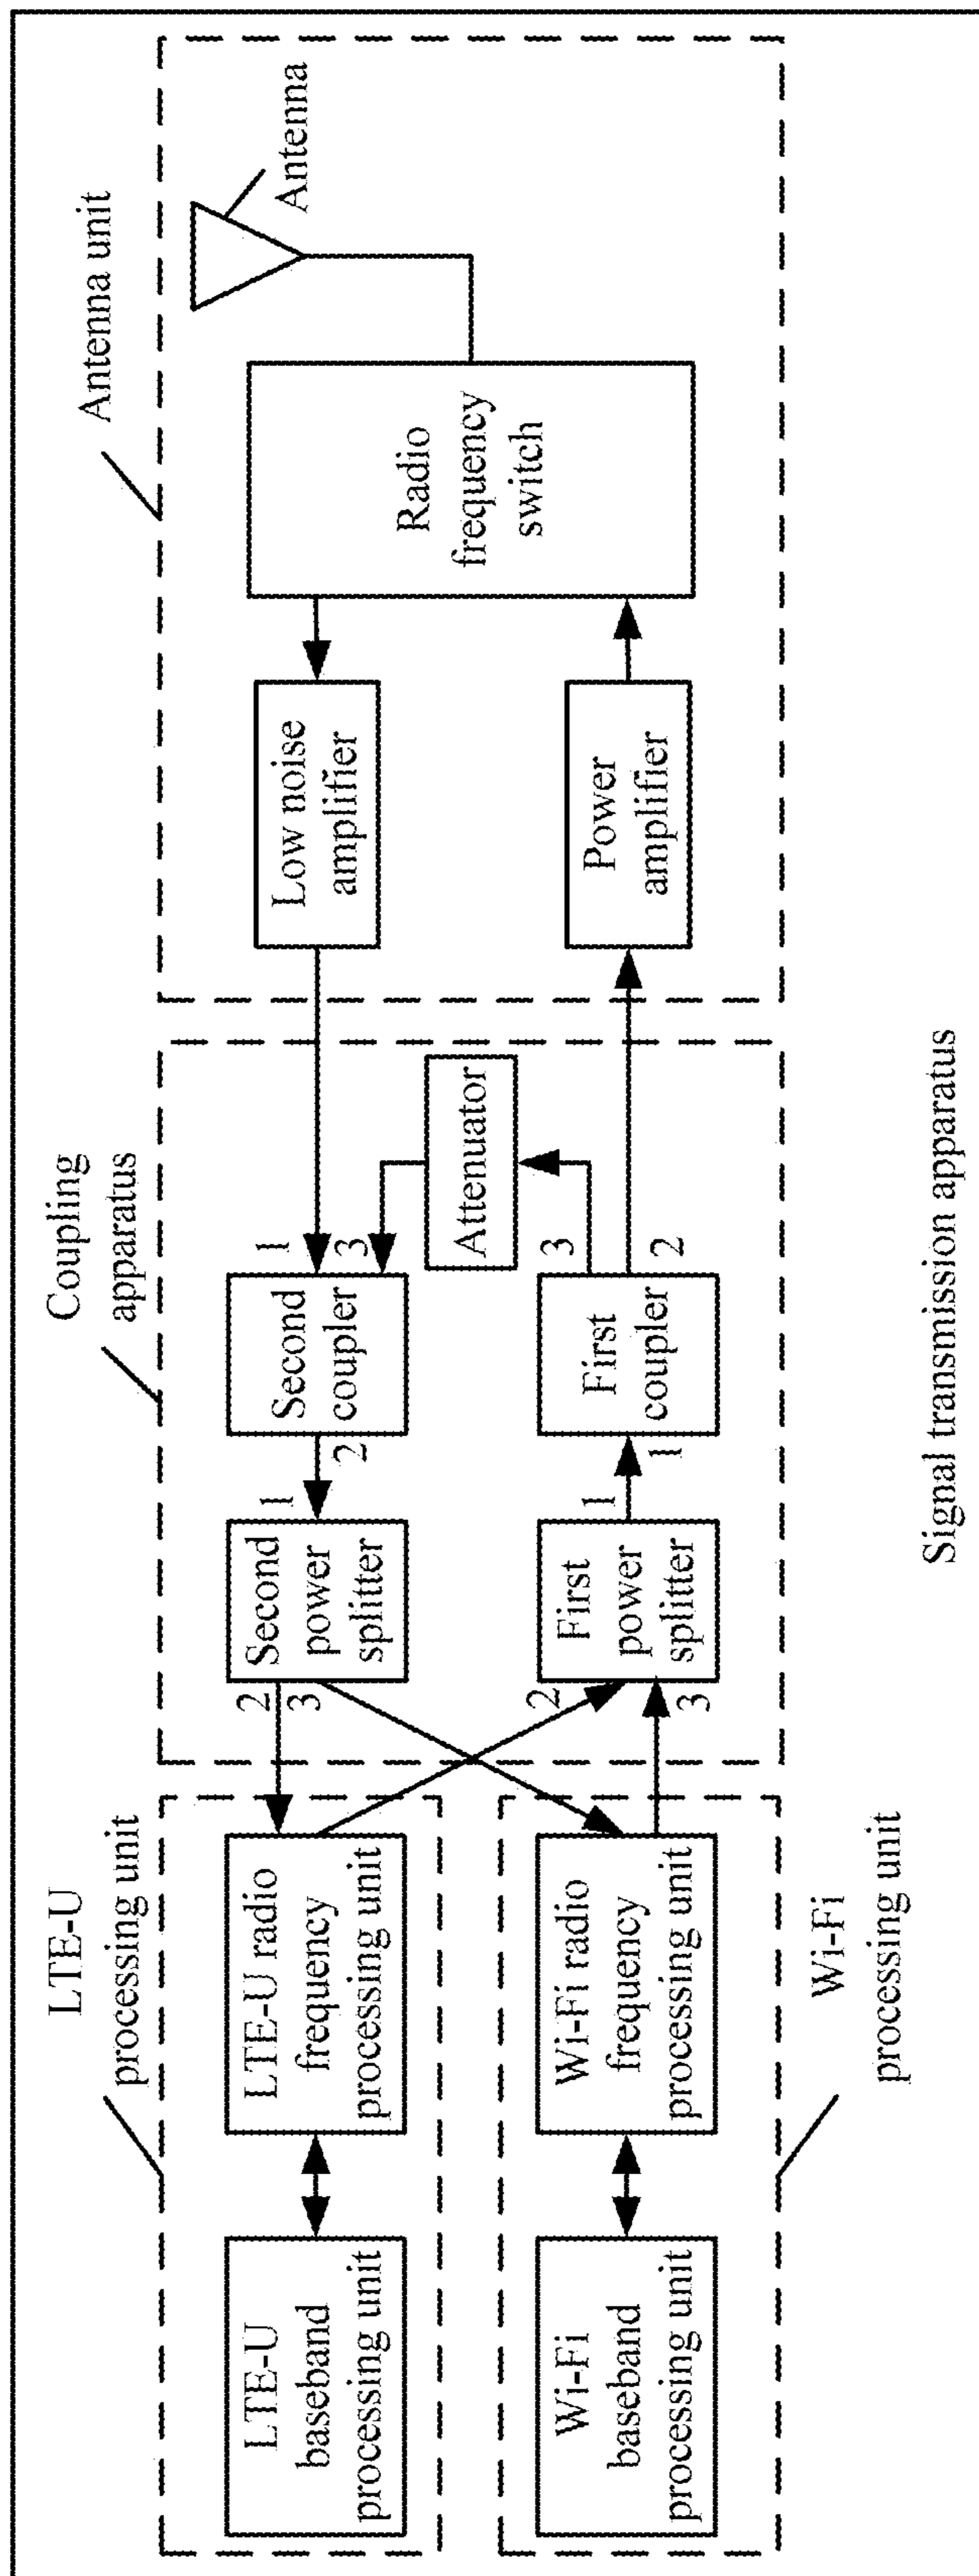 LTE-U
processing unit
Coupling
apparatus
Antenna unit
LTE-U
baseband
processing unit
LTE-U radio
frequency
processing unit
2
3
Second
power
splitter
1
2
Second
coupler
1
3
Low noise
amplifier
Antenna
Attenuator
Radio
frequency
switch
Wi-Fi
baseband
processing unit
Wi-Fi radio
frequency
processing unit
2
3
First
power
splitter
1
1
First
coupler
3
2
Power
amplifier
Wi-Fi
processing unit
Signal transmission apparatus